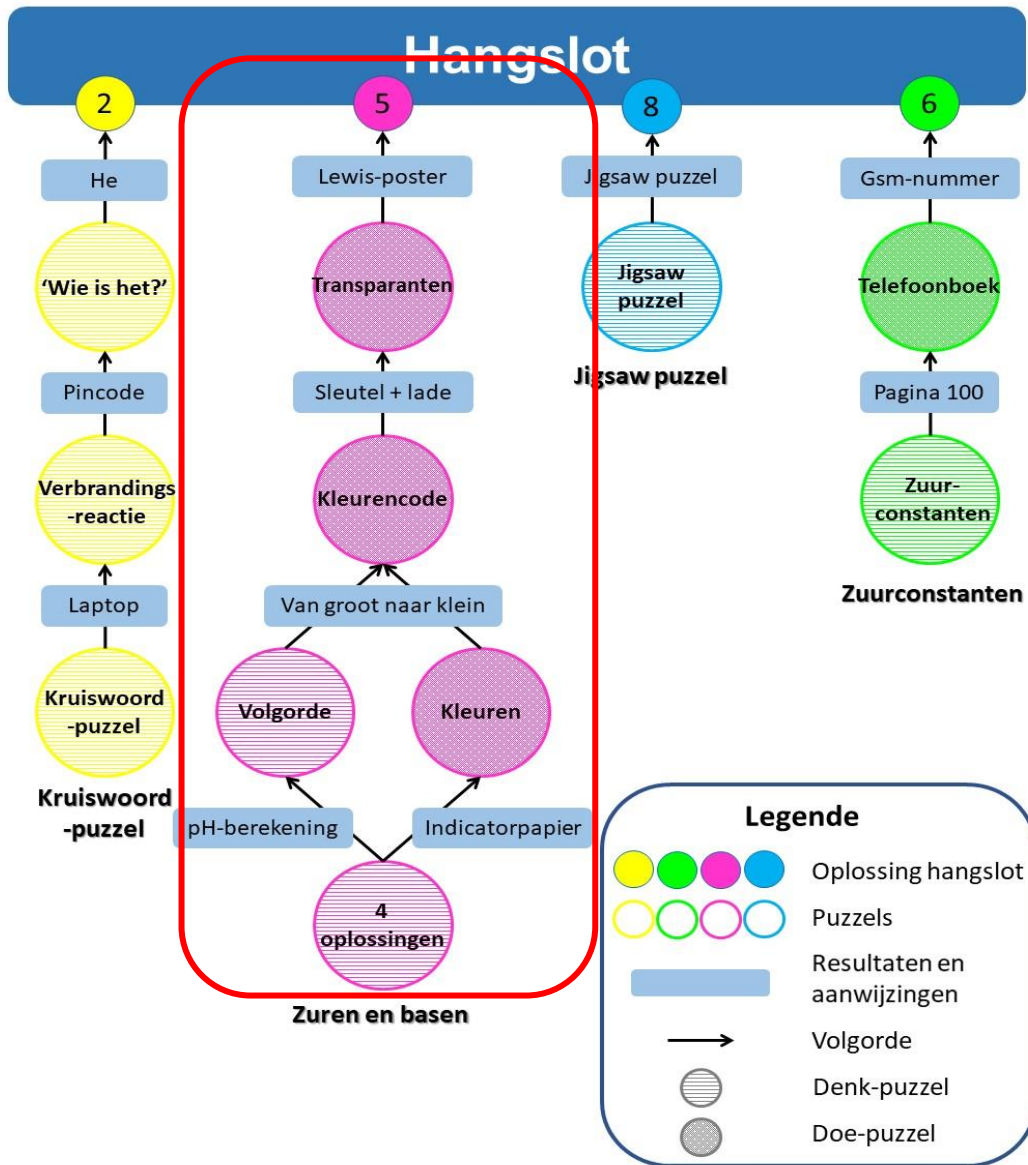 Hangslot
2
He
'Wie is het?'
Pincode
Verbrandings
-reactie
Laptop
Kruiswoord
-puzzel
Kruiswoord
-puzzel
5
Lewis-poster
Transparanten
Sleutel + lade
Kleurencode
Van groot naar klein
Volgorde
Kleuren
pH-berekening
Indicatorpapier
4
oplossingen
Zuren en basen
8
Jigsaw puzzel
Jigsaw
puzzel
Jigsaw puzzel
6
Gsm-nummer
Telefoonboek
Pagina 100
Zuur-
constanten
Zuurconstanten
Legende
Oplossing hangslot
Puzzels
Resultaten en
aanwijzingen
Volgorde
Denk-puzzel
Doe-puzzel